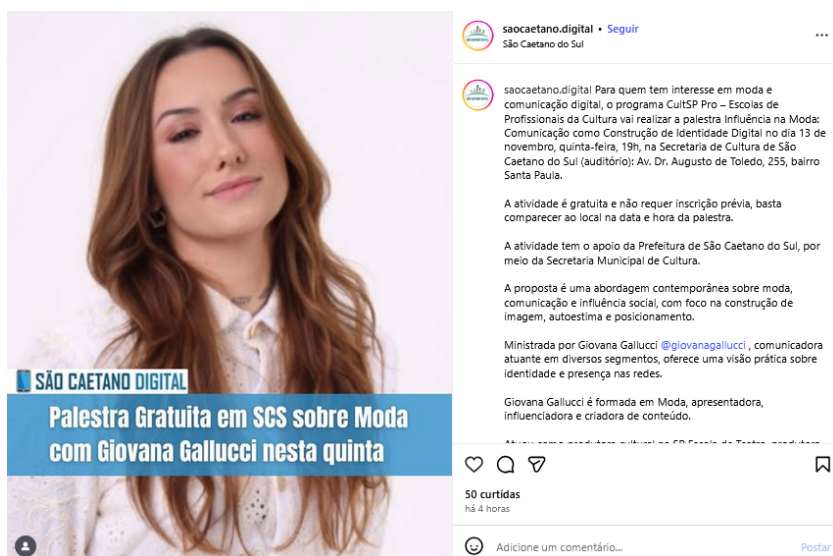 SÃO CAETANO DIGITAL
Palestra Gratuita em SCS sobre Moda
com Giovana Gallucci nesta quinta
saocaetano.digital • Seguir
São Caetano do Sul
saocaetano.digital Para quem tem interesse em moda e
comunicação digital, o programa CultSP Pro – Escolas de
Profissionais da Cultura vai realizar a palestra Influência na Moda:
Comunicação como Construção de Identidade Digital no dia 13 de
novembro, quinta-feira, 19h, na Secretaria de Cultura de São
Caetano do Sul (auditório): Av. Dr. Augusto de Toledo, 255, bairro
Santa Paula.
A atividade é gratuita e não requer inscrição prévia, basta
comparecer ao local na data e hora da palestra.
A atividade tem o apoio da Prefeitura de São Caetano do Sul, por
meio da Secretaria Municipal de Cultura.
A proposta é uma abordagem contemporânea sobre moda,
comunicação e influência social, com foco na construção de
imagem, autoestima e posicionamento.
Ministrada por Giovana Gallucci @giovanagallucci , comunicadora
atuante em diversos segmentos, oferece uma visão prática sobre
identidade e presença nas redes.
Giovana Gallucci é formada em Moda, apresentadora,
influenciadora e criadora de conteúdo.
50 curtidas
há 4 horas
Adicione um comentário...
Postar